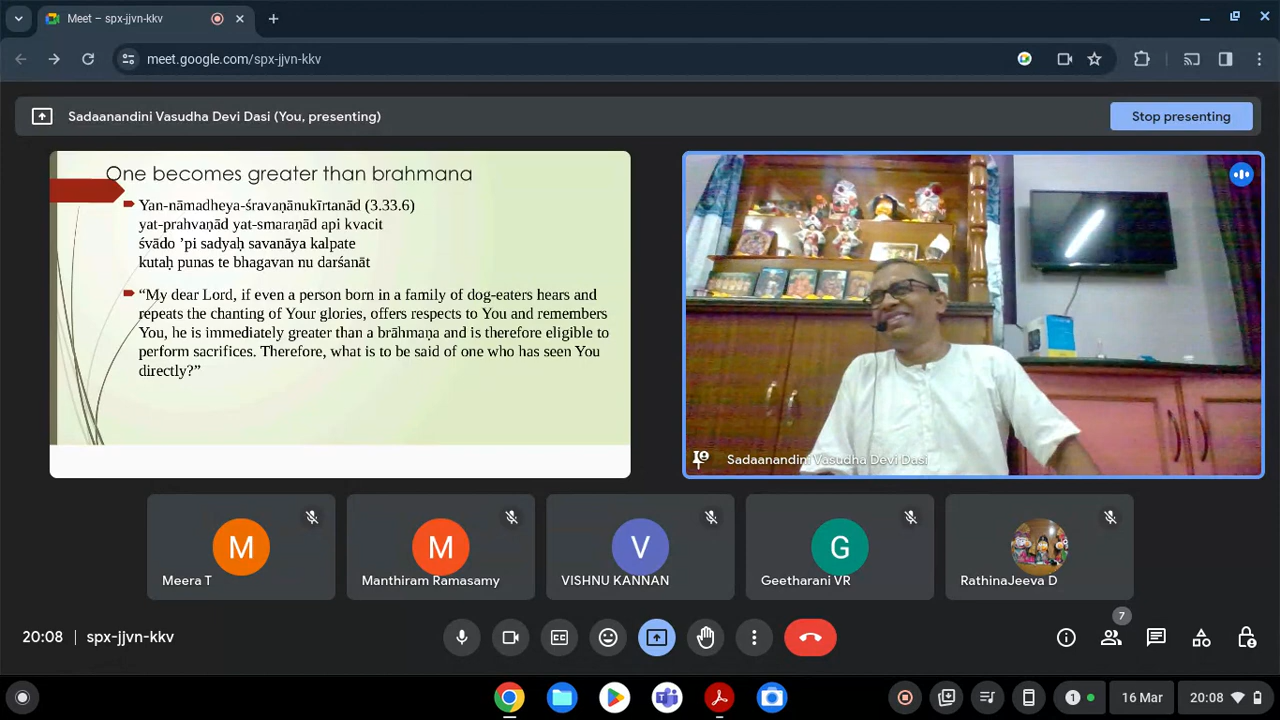 Meet – spx-jjvn-kkv
meet.google.com/spx-jjvn-kkv
Sadaanandini Vasudha Devi Dasi (You, presenting)
Stop presenting
One becomes greater than brahmana
Yan-nāmadheya-śravaṇānukīrtanād (3.33.6)
yat-prahvaṇād yat-smaraṇād api kvacit
śvādo ’pi sadyaḥ savanāya kalpate
kutaḥ punas te bhagavan nu darśanāt
“My dear Lord, if even a person born in a family of dog-eaters hears and
repeats the chanting of Your glories, offers respects to You and remembers
You, he is immediately greater than a brāhmaṇa and is therefore eligible to
perform sacrifices. Therefore, what is to be said of one who has seen You
directly?”
Sadaanandini Vasudha Devi Dasi
M
Meera T
M
Manthiram Ramasamy
V
VISHNU KANNAN
G
Geetharani VR
RathinaJeeva D
20:08 | spx-jjvn-kkv
7
1
16 Mar
20:08